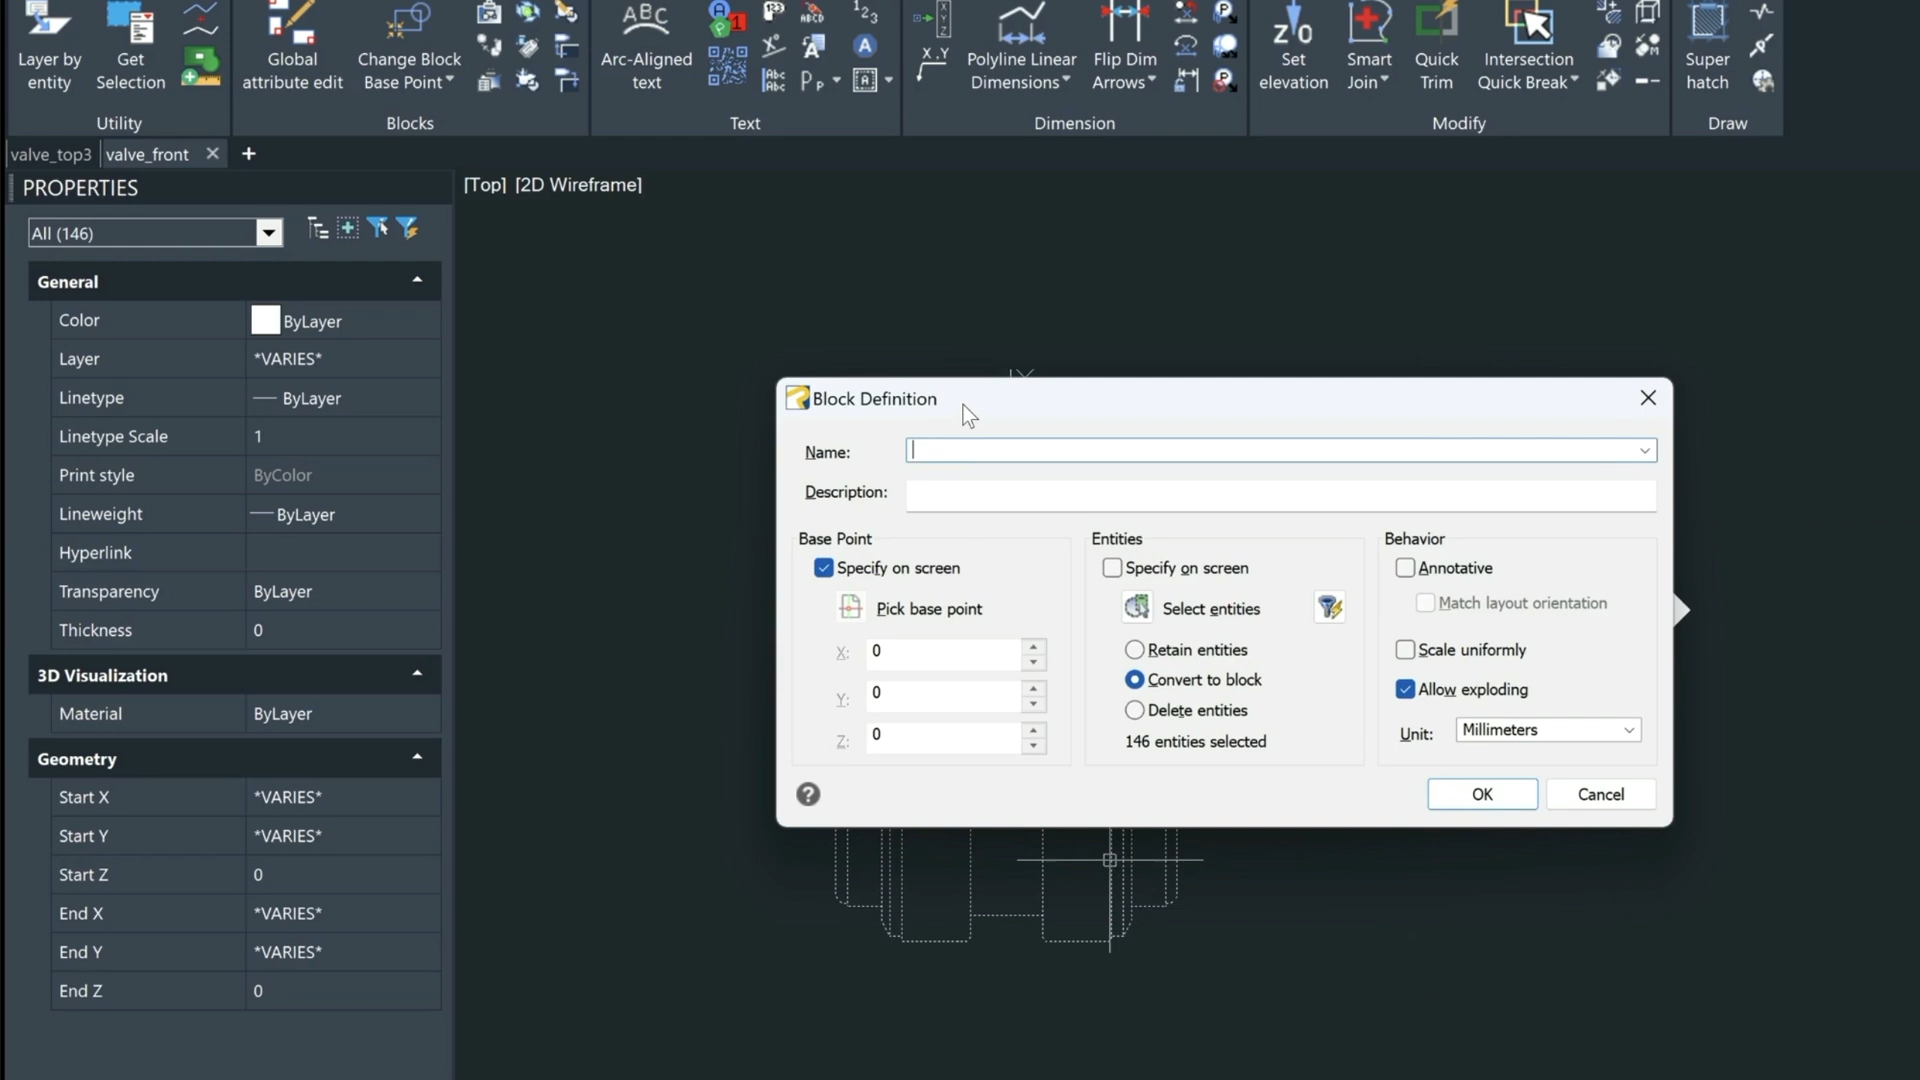 Layer by
entity
Get
Selection
Utility
Global
attribute edit
Change Block
Base Point
Blocks
ABC
Arc-Aligned
text
Text
Polyline Linear
Dimensions
Flip Dim
Arrows
Dimension
Set
elevation
Smart
Join
Quick
Trim
Intersection
Quick Break
Modify
Super
hatch
Draw
valve_top3
valve_front
PROPERTIES
[Top] [2D Wireframe]
All (146)
General
Color ByLayer
Layer *VARIES*
Linetype ByLayer
Linetype Scale 1
Print style ByColor
Lineweight ByLayer
Hyperlink
Transparency ByLayer
Thickness 0
3D Visualization
Material ByLayer
Geometry
Start X *VARIES*
Start Y *VARIES*
Start Z 0
End X *VARIES*
End Y *VARIES*
End Z 0
Block Definition
Name:
Description:
Base Point
Specify on screen
Pick base point
X: 0
Y: 0
Z: 0
Entities
Specify on screen
Select entities
Retain entities
Convert to block
Delete entities
146 entities selected
Behavior
Annotative
Match layout orientation
Scale uniformly
Allow exploding
Unit: Millimeters
OK
Cancel